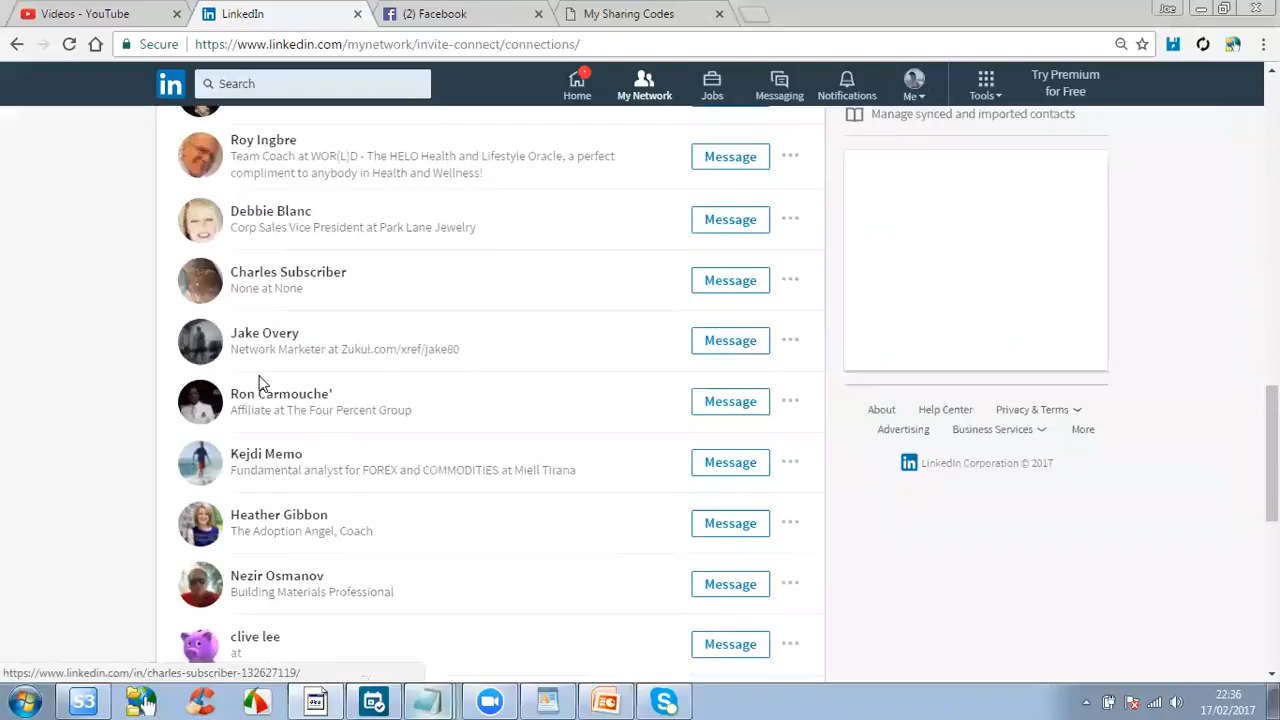 Videos - YouTube
LinkedIn
(2) Facebook
My Sharing Codes
Joe
Secure
https://www.linkedin.com/mynetwork/invite-connect/connections/
in
Search
Home
My Network
Jobs
Messaging
Notifications
Me
Tools
Try Premium
for Free
Manage synced and imported contacts
Roy Ingbre
Team Coach at WOR(L)D - The HELO Health and Lifestyle Oracle, a perfect
compliment to anybody in Health and Wellness!
Message
Debbie Blanc
Corp Sales Vice President at Park Lane Jewelry
Message
Charles Subscriber
None at None
Message
Jake Overy
Network Marketer at Zukul.com/xref/jake80
Message
Ron Carmouche'
Affiliate at The Four Percent Group
Message
Kejdi Memo
Fundamental analyst for FOREX and COMMODITIES at Miell Tirana
Message
Heather Gibbon
The Adoption Angel, Coach
Message
Nezir Osmanov
Building Materials Professional
Message
clive lee
at
Message
About
Help Center
Privacy & Terms
Advertising
Business Services
More
in LinkedIn Corporation © 2017
https://www.linkedin.com/in/charles-subscriber-132627119/
S3
22:36
17/02/2017